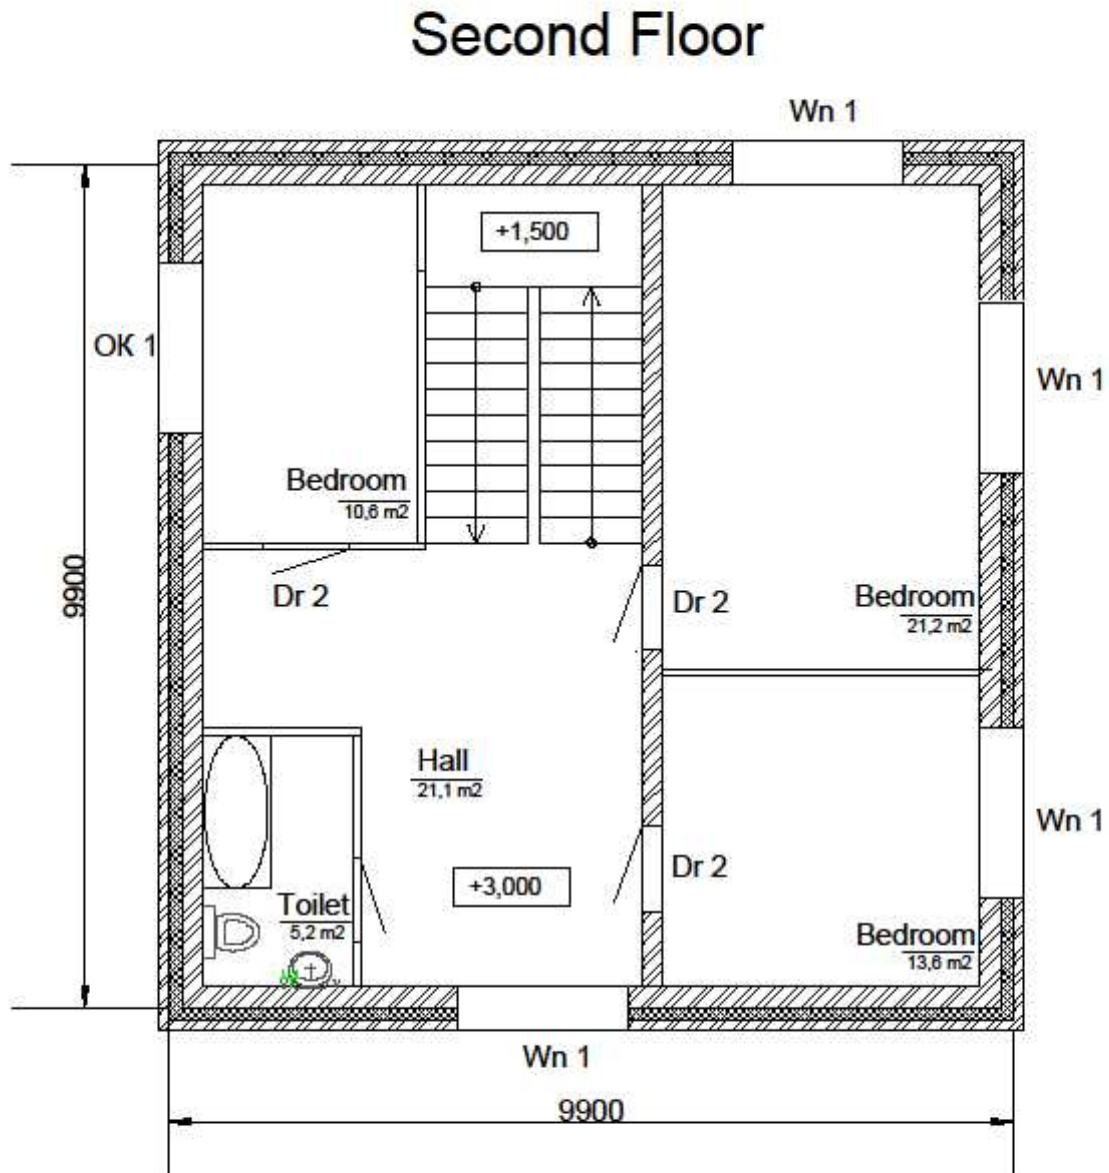 Second Floor
Wn 1
+1,500
OK 1
Wn 1
Bedroom
10,6 m2
9900
Dr 2
Dr 2
Bedroom
21,2 m2
Hall
21,1 m2
Wn 1
+3,000
Dr 2
Toilet
5,2 m2
Bedroom
13,6 m2
Wn 1
9900